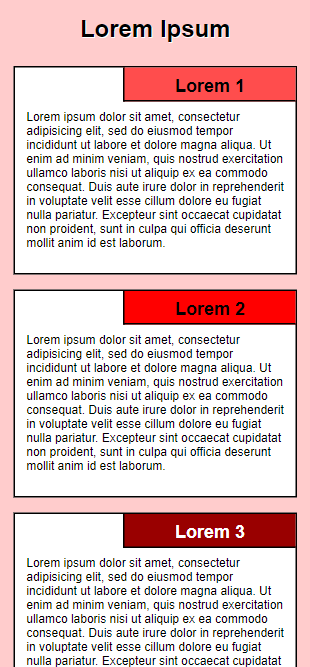 Lorem Ipsum
Lorem 1
Lorem ipsum dolor sit amet, consectetur
adipisicing elit, sed do eiusmod tempor
incididunt ut labore et dolore magna aliqua. Ut
enim ad minim veniam, quis nostrud exercitation
ullamco laboris nisi ut aliquip ex ea commodo
consequat. Duis aute irure dolor in reprehenderit
in voluptate velit esse cillum dolore eu fugiat
nulla pariatur. Excepteur sint occaecat cupidatat
non proident, sunt in culpa qui officia deserunt
mollit anim id est laborum.
Lorem 2
Lorem ipsum dolor sit amet, consectetur
adipisicing elit, sed do eiusmod tempor
incididunt ut labore et dolore magna aliqua. Ut
enim ad minim veniam, quis nostrud exercitation
ullamco laboris nisi ut aliquip ex ea commodo
consequat. Duis aute irure dolor in reprehenderit
in voluptate velit esse cillum dolore eu fugiat
nulla pariatur. Excepteur sint occaecat cupidatat
non proident, sunt in culpa qui officia deserunt
mollit anim id est laborum.
Lorem 3
Lorem ipsum dolor sit amet, consectetur
adipisicing elit, sed do eiusmod tempor
incididunt ut labore et dolore magna aliqua. Ut
enim ad minim veniam, quis nostrud exercitation
ullamco laboris nisi ut aliquip ex ea commodo
consequat. Duis aute irure dolor in reprehenderit
in voluptate velit esse cillum dolore eu fugiat
nulla pariatur. Excepteur sint occaecat cupidatat